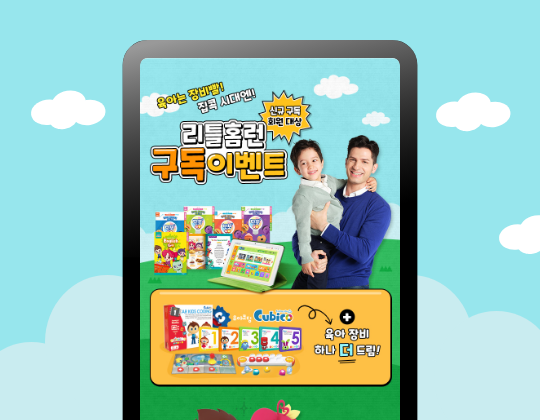 육아는 장비빨!
집콕 시대엔!
신규 구독
회원 대상
리틀홈런
구독이벤트
Cubico
1 2 3 4 5
육아 장비
하나 더 드림!